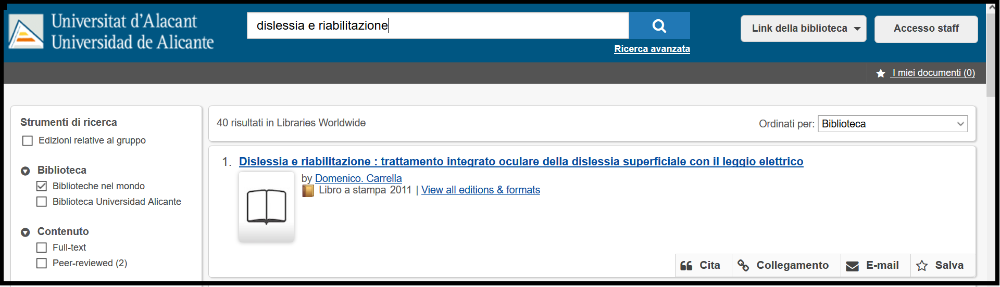 Universitat d'Alacant
Universidad de Alicante
dislessia e riabilitazione
Ricerca avanzata
Link della biblioteca
Accesso staff
I miei documenti (0)
Strumenti di ricerca
Edizioni relative al gruppo
Biblioteca
Biblioteche nel mondo
Biblioteca Universidad Alicante
Contenuto
Full-text
Peer-reviewed (2)
40 risultati in Libraries Worldwide
Ordinati per: Biblioteca
1. Dislessia e riabilitazione : trattamento integrato oculare della dislessia superficiale con il leggio elettrico
by Domenico. Carrella
Libro a stampa 2011 | View all editions & formats
Cita Collegamento E-mail Salva